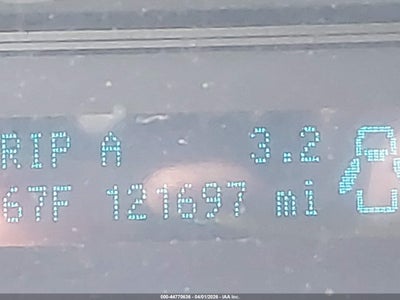 RIP A 3.2
67F 121697 mi
000-44770636 - 04/01/2026 - IAA Inc.